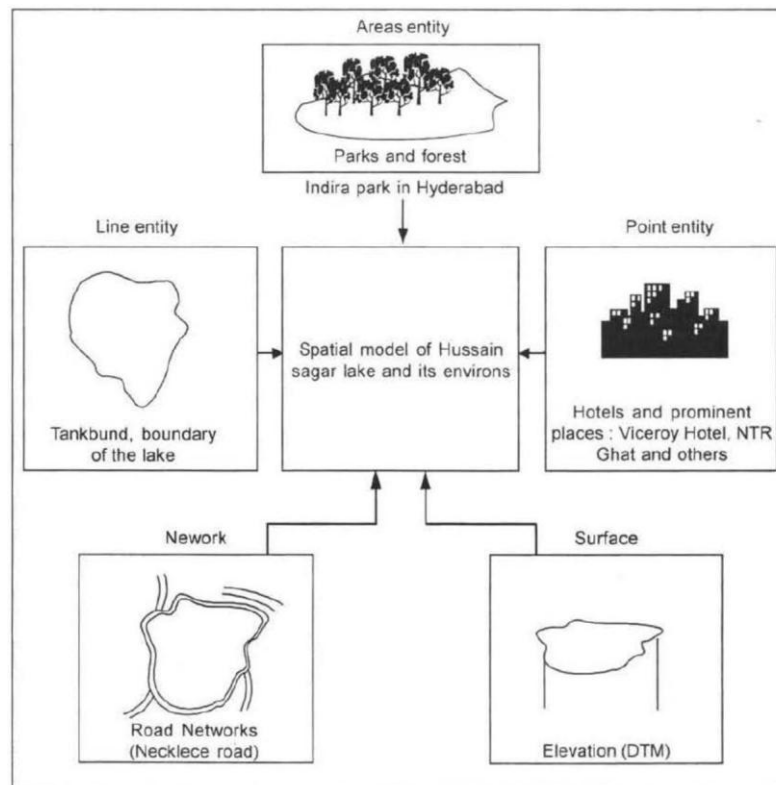 Areas entity
Parks and forest
Indira park in Hyderabad
Line entity
Point entity
Tankbund, boundary
of the lake
Spatial model of Hussain
sagar lake and its environs
Hotels and prominent
places : Viceroy Hotel, NTR
Ghat and others
Nework
Surface
Road Networks
(Necklece road)
Elevation (DTM)